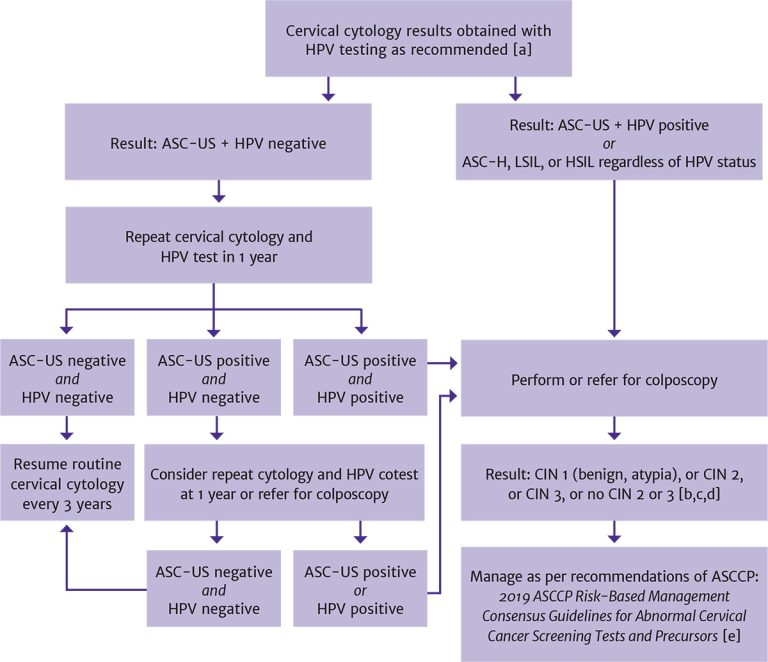 Cervical cytology results obtained with
HPV testing as recommended [a]
Result: ASC-US + HPV negative
Result: ASC-US + HPV positive
or
ASC-H, LSIL, or HSIL regardless of HPV status
Repeat cervical cytology and
HPV test in 1 year
ASC-US negative
and
HPV negative
ASC-US positive
and
HPV negative
ASC-US positive
and
HPV positive
Perform or refer for colposcopy
Resume routine
cervical cytology
every 3 years
Consider repeat cytology and HPV cotest
at 1 year or refer for colposcopy
Result: CIN 1 (benign, atypia), or CIN 2,
or CIN 3, or no CIN 2 or 3 [b,c,d]
ASC-US negative
and
HPV negative
ASC-US positive
or
HPV positive
Manage as per recommendations of ASCCP:
2019 ASCCP Risk-Based Management
Consensus Guidelines for Abnormal Cervical
Cancer Screening Tests and Precursors [e]